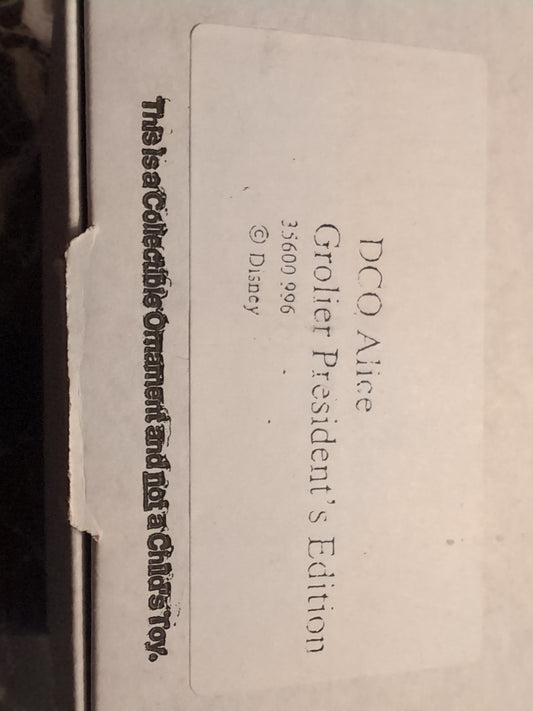 DCO Alice
Grolier President's Edition
35600 996
© Disney
This is a Collectible Ornament and not a Child's Toy.